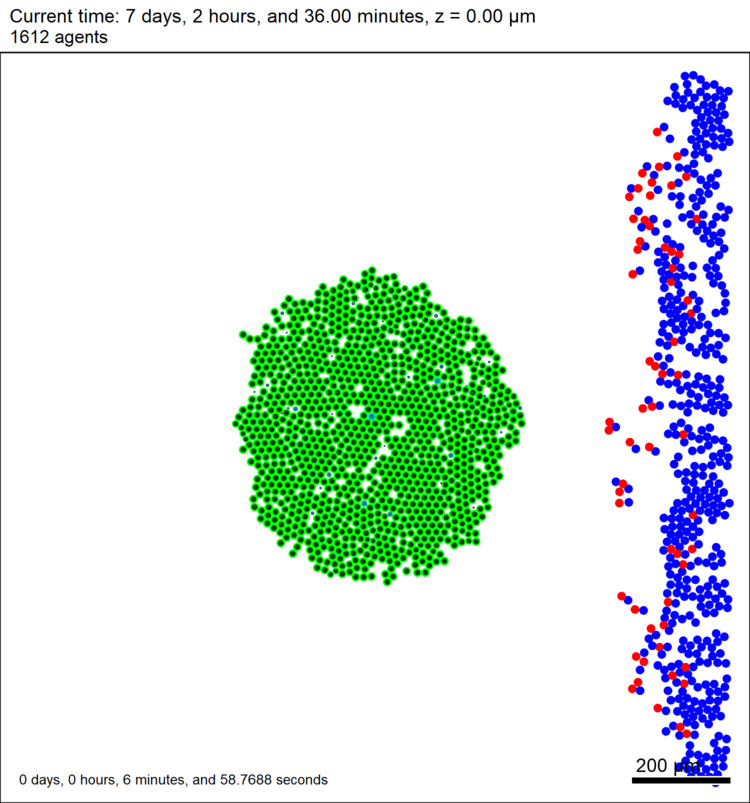 Current time: 7 days, 2 hours, and 36.00 minutes, z = 0.00 μm
1612 agents
200 μm
0 days, 0 hours, 6 minutes, and 58.7688 seconds